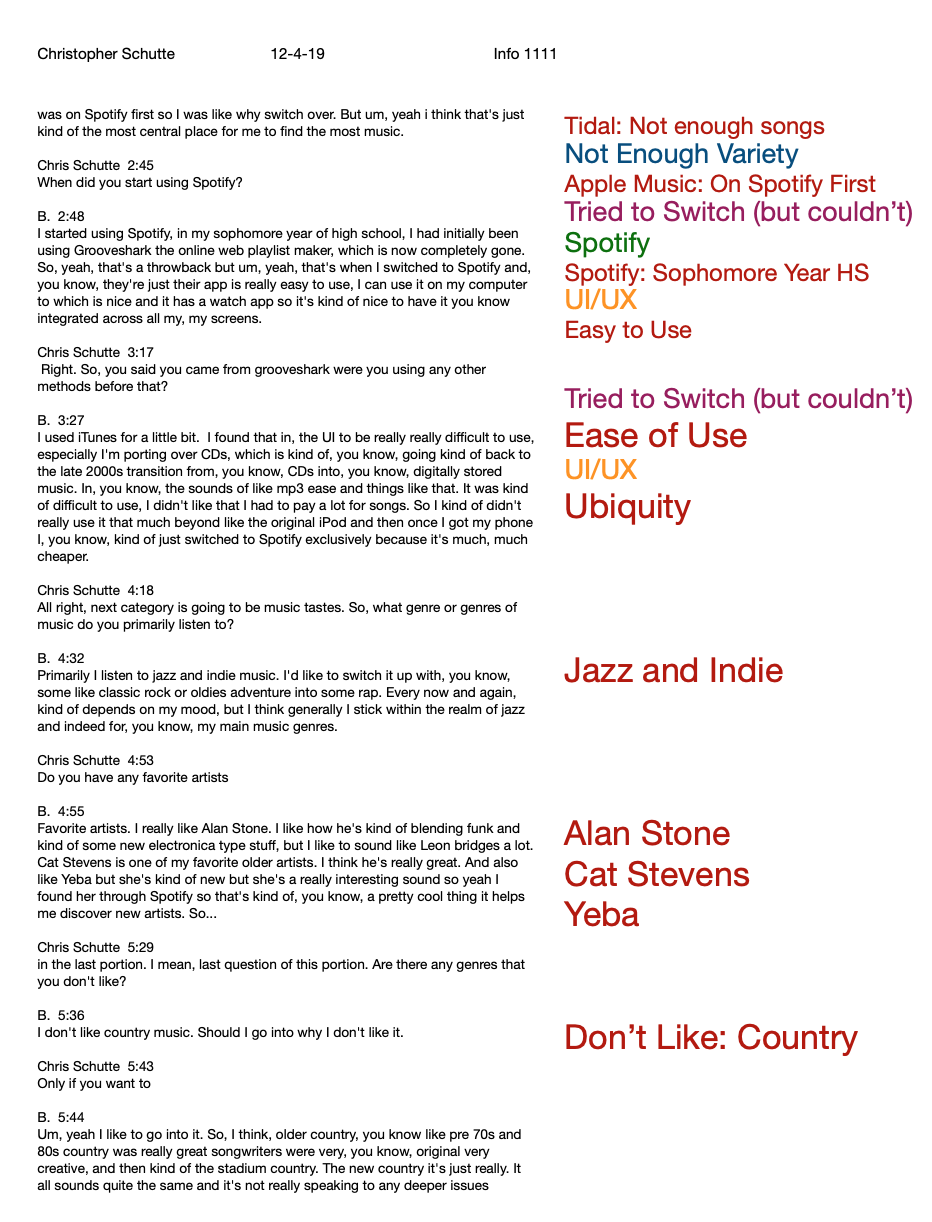 Christopher Schutte 12-4-19 Info 1111
was on Spotify first so I was like why switch over. But um, yeah i think that's just
kind of the most central place for me to find the most music.
Chris Schutte 2:45
When did you start using Spotify?
B. 2:48
I started using Spotify, in my sophomore year of high school, I had initially been
using Grooveshark the online web playlist maker, which is now completely gone.
So, yeah, that's a throwback but um, yeah, that's when I switched to Spotify and,
you know, they're just their app is really easy to use, I can use it on my computer
to which is nice and it has a watch app so it's kind of nice to have it you know
integrated across all my, my screens.
Chris Schutte 3:17
Right. So, you said you came from grooveshark were you using any other
methods before that?
B. 3:27
I used iTunes for a little bit. I found that in, the UI to be really really difficult to use,
especially I'm porting over CDs, which is kind of, you know, going kind of back to
the late 2000s transition from, you know, CDs into, you know, digitally stored
music. In, you know, the sounds of like mp3 ease and things like that. It was kind
of difficult to use, I didn't like that I had to pay a lot for songs. So I kind of didn't
really use it that much beyond like the original iPod and then once I got my phone
I, you know, kind of just switched to Spotify exclusively because it's much, much
cheaper.
Chris Schutte 4:18
All right, next category is going to be music tastes. So, what genre or genres of
music do you primarily listen to?
B. 4:32
Primarily I listen to jazz and indie music. I'd like to switch it up with, you know,
some like classic rock or oldies adventure into some rap. Every now and again,
kind of depends on my mood, but I think generally I stick within the realm of jazz
and indeed for, you know, my main music genres.
Chris Schutte 4:53
Do you have any favorite artists
B. 4:55
Favorite artists. I really like Alan Stone. I like how he's kind of blending funk and
kind of some new electronica type stuff, but I like to sound like Leon bridges a lot.
Cat Stevens is one of my favorite older artists. I think he's really great. And also
like Yeba but she's kind of new but she's a really interesting sound so yeah I
found her through Spotify so that's kind of, you know, a pretty cool thing it helps
me discover new artists. So...
Chris Schutte 5:29
in the last portion. I mean, last question of this portion. Are there any genres that
you don't like?
B. 5:36
I don't like country music. Should I go into why I don't like it.
Chris Schutte 5:43
Only if you want to
B. 5:44
Um, yeah I like to go into it. So, I think, older country, you know like pre 70s and
80s country was really great songwriters were very, you know, original very
creative, and then kind of the stadium country. The new country it's just really. It
all sounds quite the same and it's not really speaking to any deeper issues
Tidal: Not enough songs
Not Enough Variety
Apple Music: On Spotify First
Tried to Switch (but couldn’t)
Spotify
Spotify: Sophomore Year HS
UI/UX
Easy to Use
Tried to Switch (but couldn’t)
Ease of Use
UI/UX
Ubiquity
Jazz and Indie
Alan Stone
Cat Stevens
Yeba
Don’t Like: Country